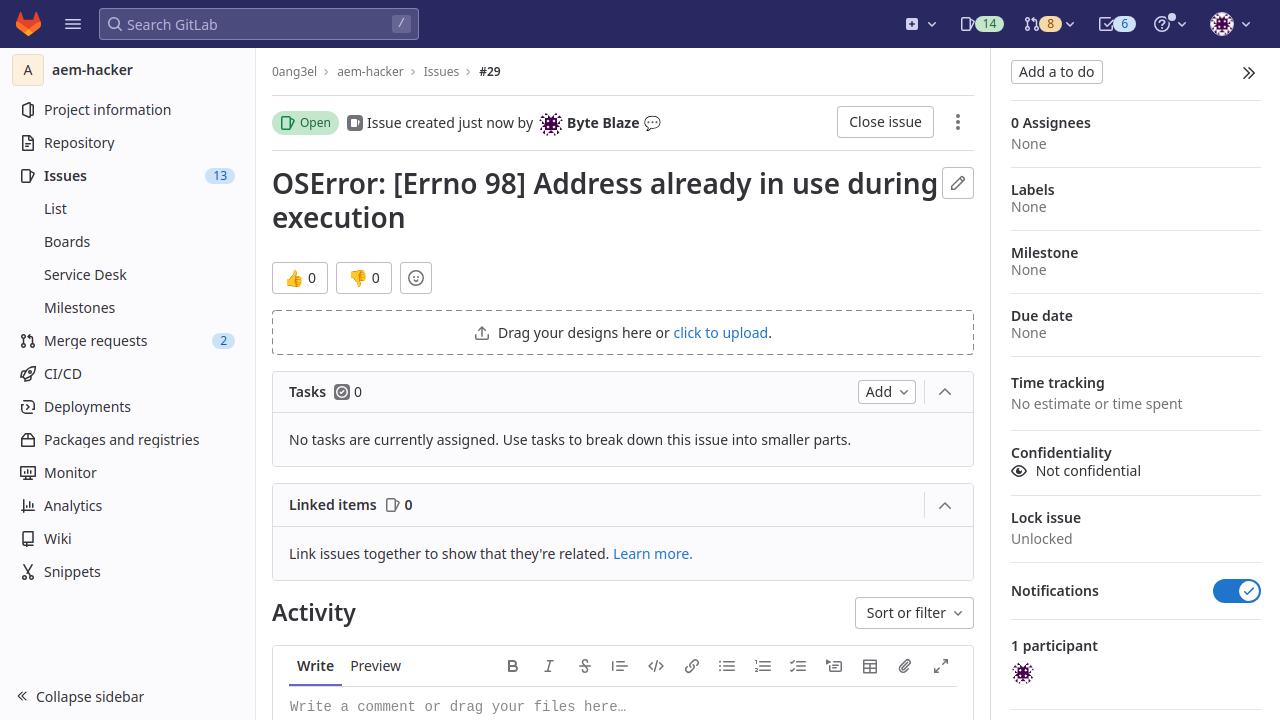 Search GitLab
/
14
8
6
A
aem-hacker
Project information
Repository
Issues
13
List
Boards
Service Desk
Milestones
Merge requests
2
CI/CD
Deployments
Packages and registries
Monitor
Analytics
Wiki
Snippets
Collapse sidebar
0ang3el
aem-hacker
Issues
#29
Open
Issue created just now by Byte Blaze
Close issue
OSError: [Errno 98] Address already in use during
execution
0
0
Drag your designs here or click to upload.
Tasks 0
Add
No tasks are currently assigned. Use tasks to break down this issue into smaller parts.
Linked items 0
Link issues together to show that they're related. Learn more.
Activity
Sort or filter
Write Preview
Write a comment or drag your files here…
Add a to do
0 Assignees
None
Labels
None
Milestone
None
Due date
None
Time tracking
No estimate or time spent
Confidentiality
Not confidential
Lock issue
Unlocked
Notifications
1 participant